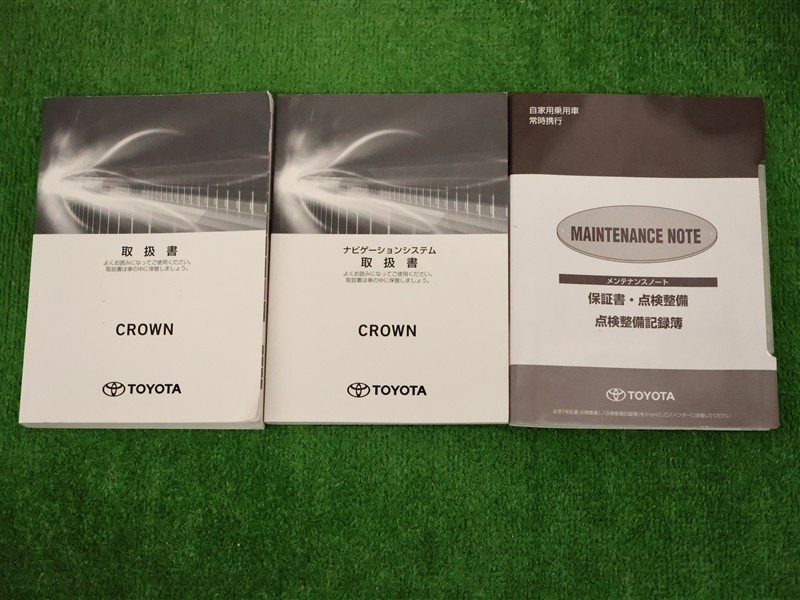 取扱書
よくお読みになってご使用ください。
取扱書は車の中に保管しましょう。
CROWN
TOYOTA
ナビゲーションシステム
取扱書
よくお読みになってご使用ください。
取扱書は車の中に保管しましょう。
CROWN
TOYOTA
自家用乗用車
常時携行
MAINTENANCE NOTE
メンテナンスノート
保証書・点検整備
点検整備記録簿
TOYOTA